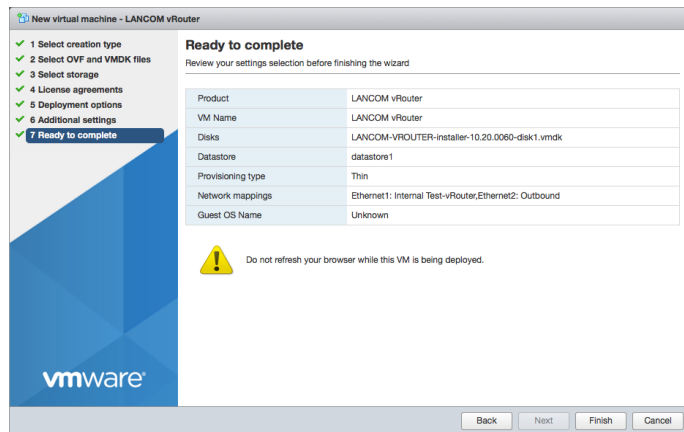 New virtual machine - LANCOM vRouter
1 Select creation type
2 Select OVF and VMDK files
3 Select storage
4 License agreements
5 Deployment options
6 Additional settings
7 Ready to complete
Ready to complete
Review your settings selection before finishing the wizard
Product LANCOM vRouter
VM Name LANCOM vRouter
Disks LANCOM-VROUTER-installer-10.20.0060-disk1.vmdk
Datastore datastore1
Provisioning type Thin
Network mappings Ethernet1: Internal Test-vRouter,Ethernet2: Outbound
Guest OS Name Unknown
Do not refresh your browser while this VM is being deployed.
vmware®
Back Next Finish Cancel